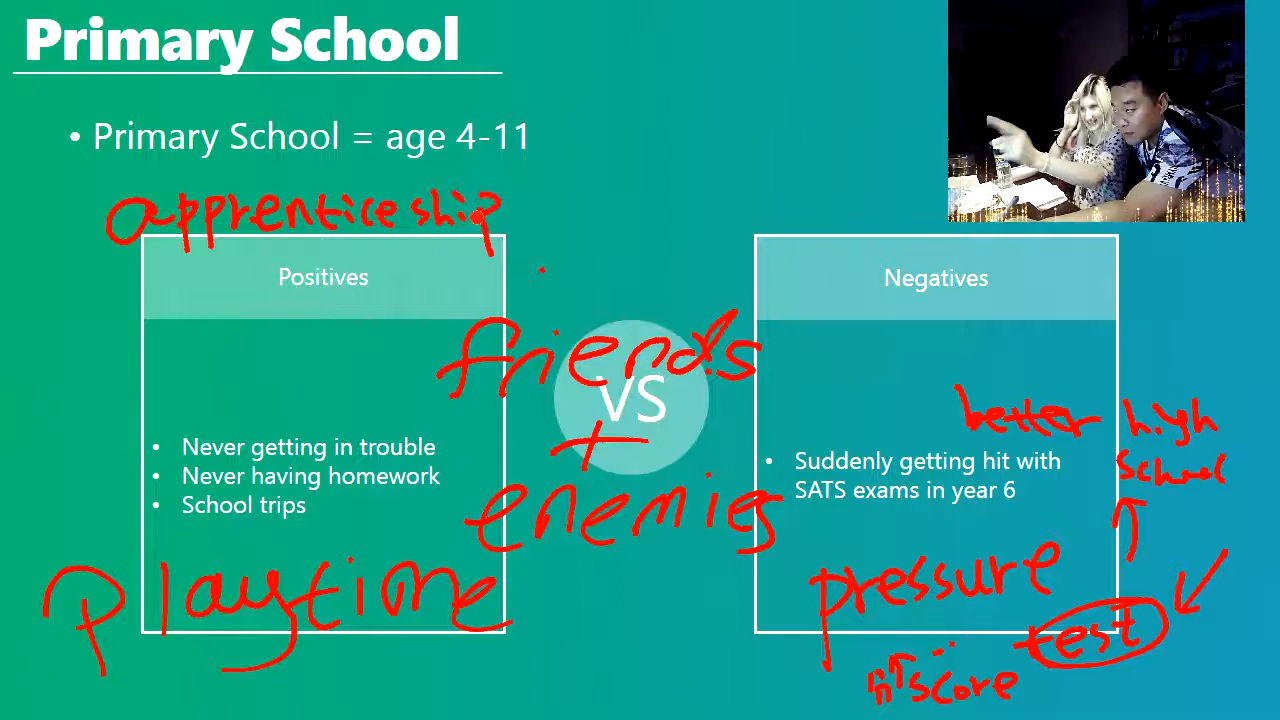 Primary School
• Primary School = age 4-11
apprenticeship
Positives
Negatives
friends
VS
+
enemies
better high
school
• Never getting in trouble
• Never having homework
• School trips
• Suddenly getting hit with
SATS exams in year 6
Playtime
pressure
test
score